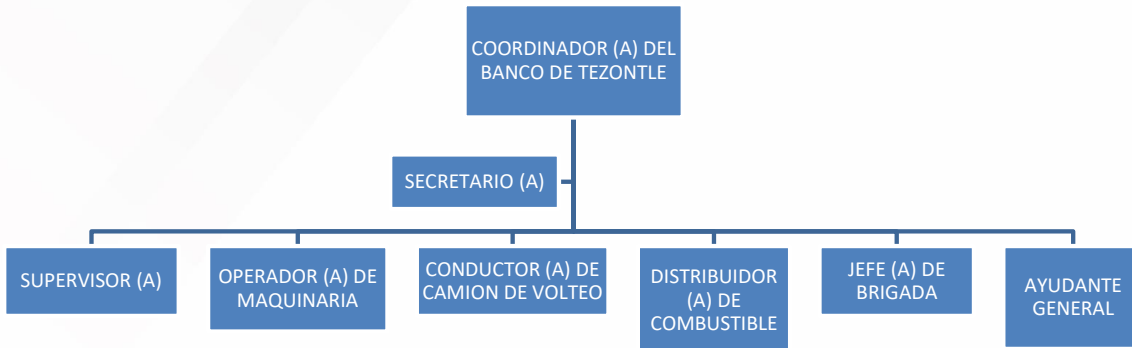 COORDINADOR (A) DEL
BANCO DE TEZONTLE
SECRETARIO (A)
SUPERVISOR (A)
OPERADOR (A) DE
MAQUINARIA
CONDUCTOR (A) DE
CAMION DE VOLTEO
DISTRIBUIDOR
(A) DE
COMBUSTIBLE
JEFE (A) DE
BRIGADA
AYUDANTE
GENERAL